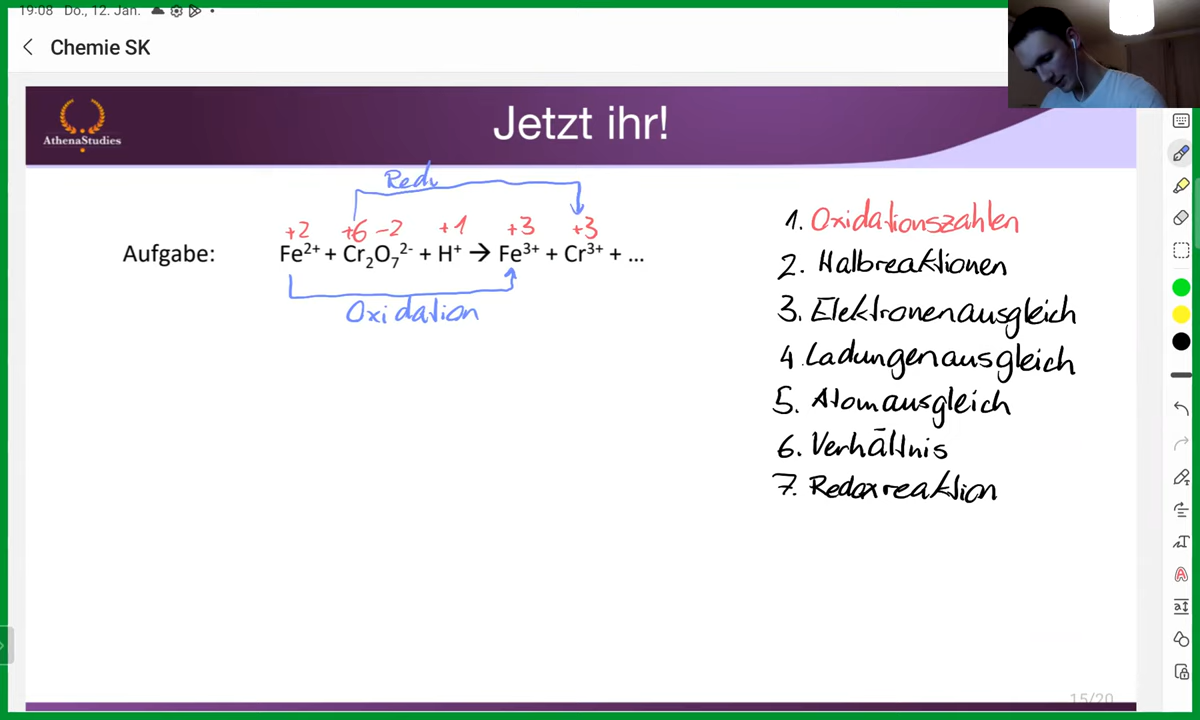 19:08 Do., 12. Jan.
Chemie SK
AthenaStudies
Jetzt ihr!
Redu
+2 +6 -2 +1 +3 +3
Aufgabe: Fe²⁺ + Cr₂O₇²⁻ + H⁺ → Fe³⁺ + Cr³⁺ + ...
Oxidation
1. Oxidationszahlen
2. Halbreaktionen
3. Elektronenausgleich
4. Ladungenausgleich
5. Atomausgleich
6. Verhältnis
7. Redoxreaktion
15/20